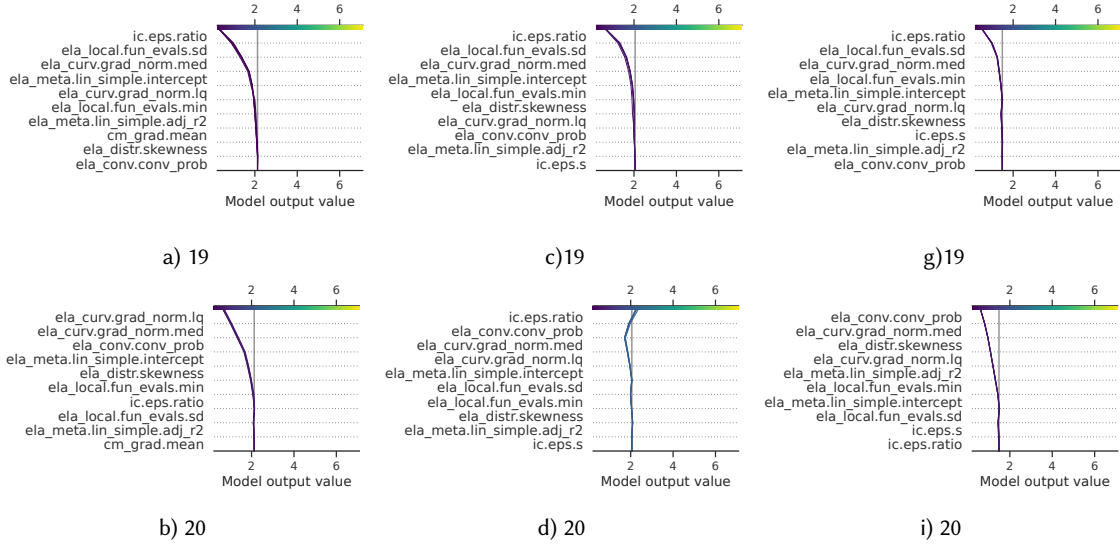 2 4 6
ic.eps.ratio
ela_local.fun_evals.sd
ela_curv.grad_norm.med
ela_meta.lin_simple.intercept
ela_curv.grad_norm.lq
ela_local.fun_evals.min
ela_meta.lin_simple.adj_r2
cm_grad.mean
ela_distr.skewness
ela_conv.conv_prob
2 4 6
Model output value
a) 19
2 4 6
ic.eps.ratio
ela_local.fun_evals.sd
ela_curv.grad_norm.med
ela_meta.lin_simple.intercept
ela_local.fun_evals.min
ela_distr.skewness
ela_curv.grad_norm.lq
ela_conv.conv_prob
ela_meta.lin_simple.adj_r2
ic.eps.s
2 4 6
Model output value
c)19
2 4 6
ic.eps.ratio
ela_local.fun_evals.sd
ela_curv.grad_norm.med
ela_local.fun_evals.min
ela_meta.lin_simple.intercept
ela_curv.grad_norm.lq
ela_distr.skewness
ic.eps.s
ela_meta.lin_simple.adj_r2
ela_conv.conv_prob
2 4 6
Model output value
g)19
2 4 6
ela_curv.grad_norm.lq
ela_curv.grad_norm.med
ela_conv.conv_prob
ela_meta.lin_simple.intercept
ela_distr.skewness
ela_local.fun_evals.min
ic.eps.ratio
ela_local.fun_evals.sd
ela_meta.lin_simple.adj_r2
cm_grad.mean
2 4 6
Model output value
b) 20
2 4 6
ic.eps.ratio
ela_conv.conv_prob
ela_curv.grad_norm.med
ela_curv.grad_norm.lq
ela_meta.lin_simple.intercept
ela_local.fun_evals.sd
ela_local.fun_evals.min
ela_distr.skewness
ela_meta.lin_simple.adj_r2
ic.eps.s
2 4 6
Model output value
d) 20
2 4 6
ela_conv.conv_prob
ela_curv.grad_norm.med
ela_distr.skewness
ela_curv.grad_norm.lq
ela_meta.lin_simple.adj_r2
ela_local.fun_evals.min
ela_meta.lin_simple.intercept
ela_local.fun_evals.sd
ic.eps.s
ic.eps.ratio
2 4 6
Model output value
i) 20